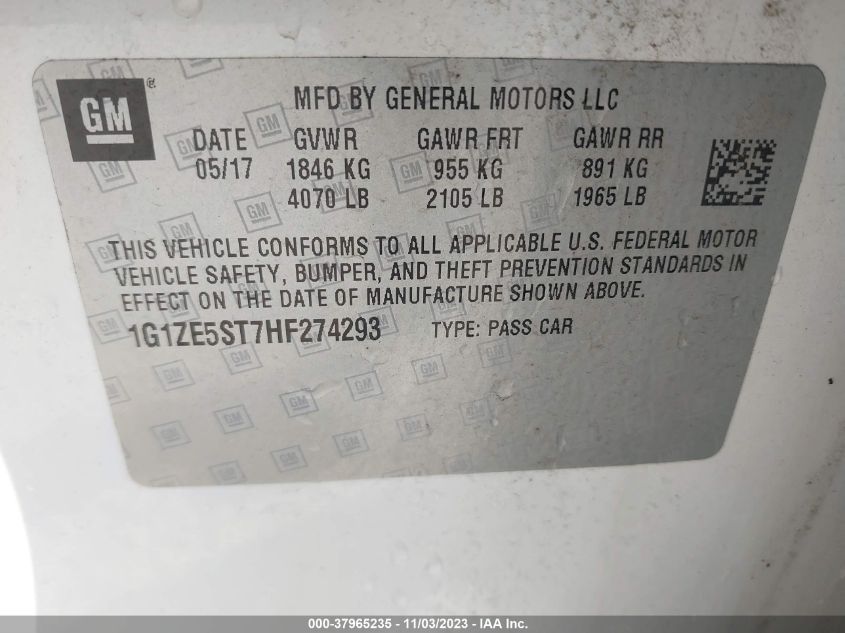 GM®
MFD BY GENERAL MOTORS LLC
DATE GVWR GAWR FRT GAWR RR
05/17 1846 KG 955 KG 891 KG
4070 LB 2105 LB 1965 LB
THIS VEHICLE CONFORMS TO ALL APPLICABLE U.S. FEDERAL MOTOR
VEHICLE SAFETY, BUMPER, AND THEFT PREVENTION STANDARDS IN
EFFECT ON THE DATE OF MANUFACTURE SHOWN ABOVE.
1G1ZE5ST7HF274293 TYPE: PASS CAR
000-37965235 - 11/03/2023 - IAA Inc.